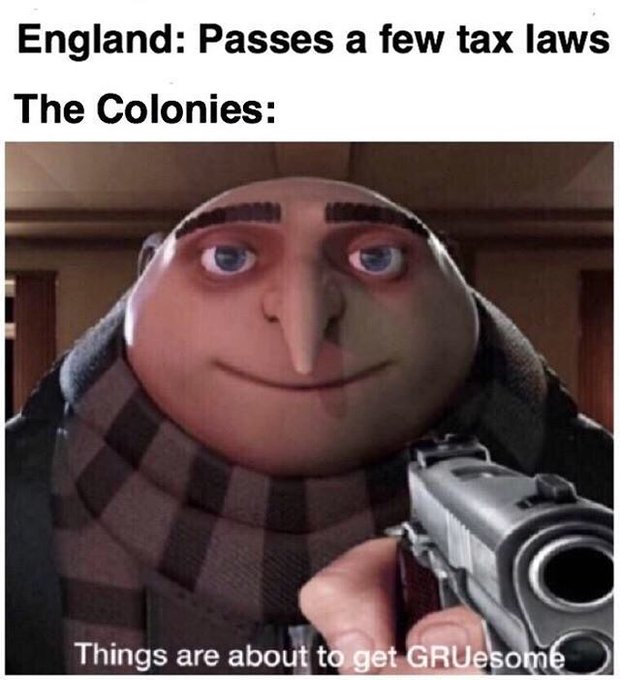 England: Passes a few tax laws
The Colonies:
Things are about to get GRUesome